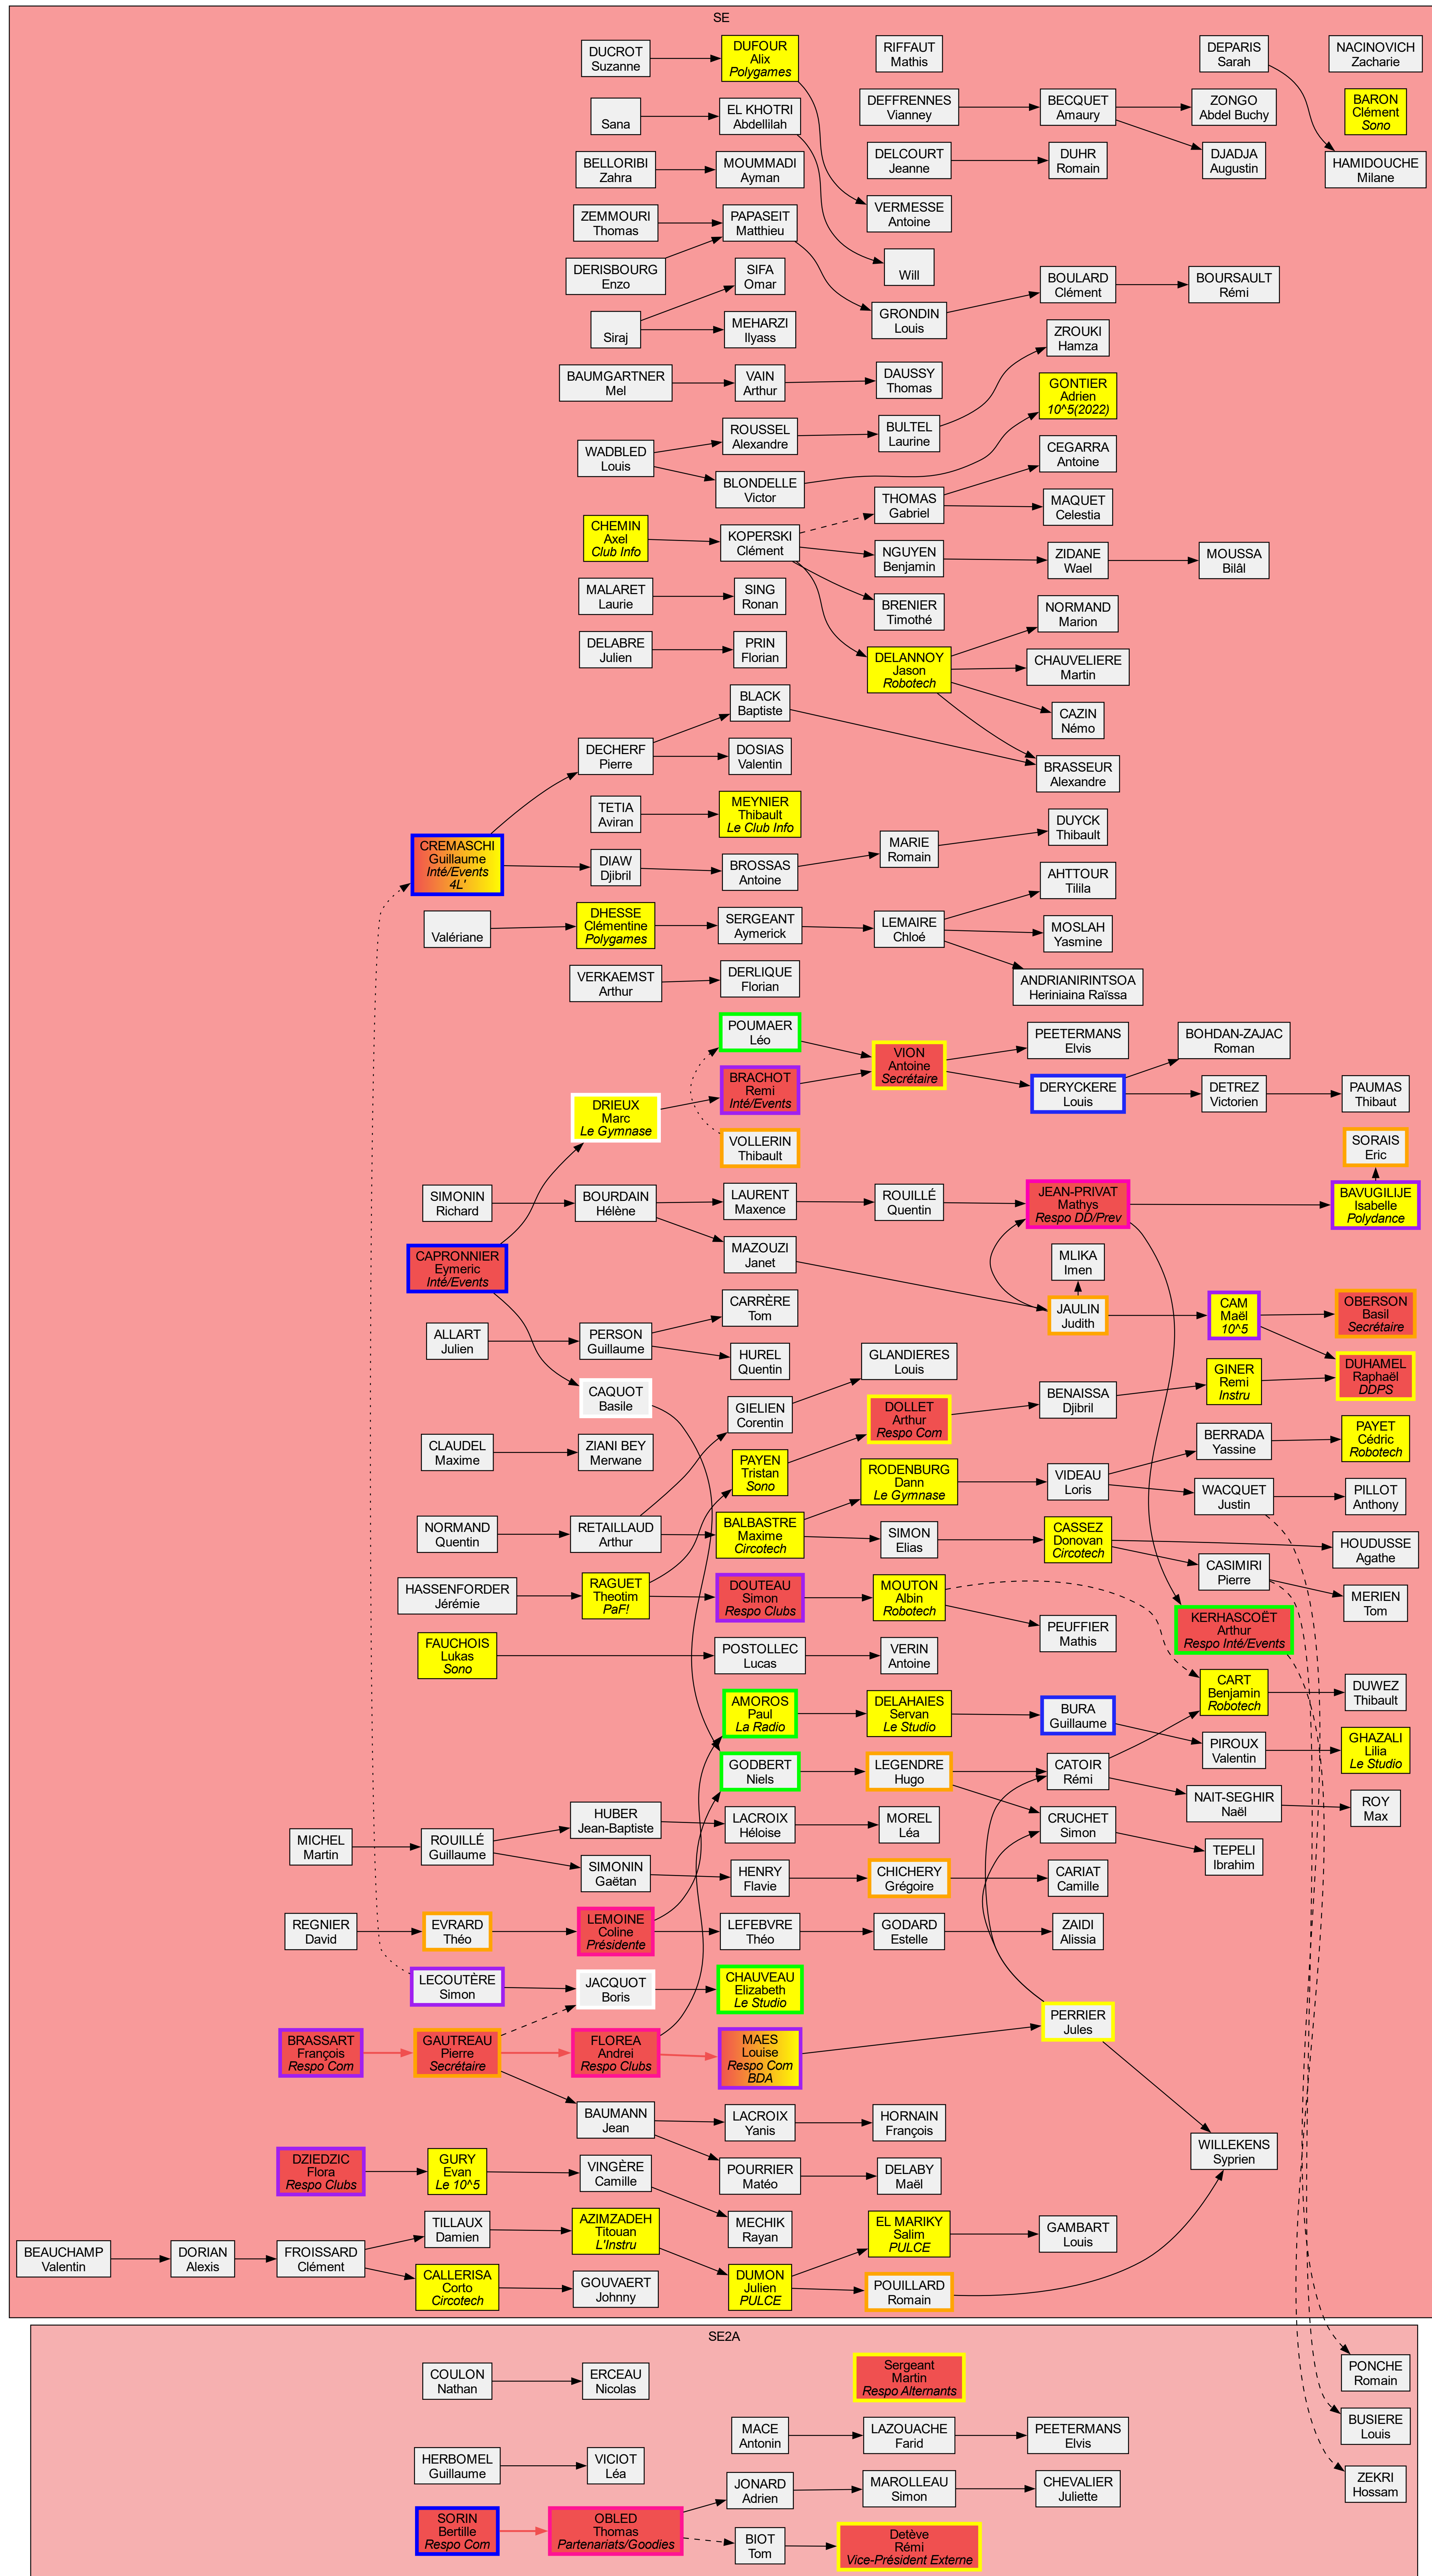 SE
DUCROT
Suzanne
DUFOUR
Alix
Polygames
RIFFAUT
Mathis
DEPARIS
Sarah
NACINOVICH
Zacharie
Sana
EL KHOTRI
Abdellilah
DEFFRENNES
Vianney
BECQUET
Amaury
ZONGO
Abdel Buchy
BARON
Clément
Sono
BELLORIBI
Zahra
MOUMMADI
Ayman
DELCOURT
Jeanne
DUHR
Romain
DJADJA
Augustin
HAMIDOUCHE
Milane
ZEMMOURI
Thomas
PAPASEIT
Matthieu
VERMESSE
Antoine
DERISBOURG
Enzo
SIFA
Omar
Will
BOULARD
Clément
BOURSAULT
Rémi
Siraj
MEHARZI
Ilyass
GRONDIN
Louis
ZROUKI
Hamza
BAUMGARTNER
Mel
VAIN
Arthur
DAUSSY
Thomas
GONTIER
Adrien
10^5(2022)
WADBLED
Louis
ROUSSEL
Alexandre
BULTEL
Laurine
CEGARRA
Antoine
BLONDELLE
Victor
THOMAS
Gabriel
MAQUET
Celestia
CHEMIN
Axel
Club Info
KOPERSKI
Clément
NGUYEN
Benjamin
ZIDANE
Wael
MOUSSA
Bilâl
MALARET
Laurie
SING
Ronan
BRENIER
Timothé
NORMAND
Marion
DELABRE
Julien
PRIN
Florian
DELANNOY
Jason
Robotech
CHAUVELIERE
Martin
BLACK
Baptiste
CAZIN
Némo
DECHERF
Pierre
DOSIAS
Valentin
BRASSEUR
Alexandre
TETIA
Aviran
MEYNIER
Thibault
Le Club Info
DUYCK
Thibault
CREMASCHI
Guillaume
Inté/Events
4L'
DIAW
Djibril
BROSSAS
Antoine
MARIE
Romain
AHTTOUR
Tilila
Valériane
DHESSE
Clémentine
Polygames
SERGEANT
Aymerick
LEMAIRE
Chloé
MOSLAH
Yasmine
VERKAEMST
Arthur
DERLIQUE
Florian
ANDRIANIRINTSOA
Heriniaina Raïssa
POUMAER
Léo
VION
Antoine
Secrétaire
PEETERMANS
Elvis
BOHDAN-ZAJAC
Roman
BRACHOT
Remi
Inté/Events
DERYCKERE
Louis
DETREZ
Victorien
PAUMAS
Thibaut
DRIEUX
Marc
Le Gymnase
VOLLERIN
Thibault
SORAIS
Eric
SIMONIN
Richard
BOURDAIN
Hélène
LAURENT
Maxence
ROUILLÉ
Quentin
JEAN-PRIVAT
Mathys
Respo DD/Prev
BAVUGILIJE
Isabelle
Polydance
CAPRONNIER
Eymeric
Inté/Events
MAZOUZI
Janet
MLIKA
Imen
CARRÈRE
Tom
JAULIN
Judith
CAM
Maël
10^5
OBERSON
Basil
Secrétaire
ALLART
Julien
PERSON
Guillaume
HUREL
Quentin
GLANDIERES
Louis
GINER
Remi
Instru
DUHAMEL
Raphaël
DDPS
CAQUOT
Basile
GIELIEN
Corentin
DOLLET
Arthur
Respo Com
BENAISSA
Djibril
CLAUDEL
Maxime
ZIANI BEY
Merwane
PAYEN
Tristan
Sono
RODENBURG
Dann
Le Gymnase
VIDEAU
Loris
BERRADA
Yassine
PAYET
Cédric
Robotech
WACQUET
Justin
PILLOT
Anthony
NORMAND
Quentin
RETAILLAUD
Arthur
BALBASTRE
Maxime
Circotech
SIMON
Elias
CASSEZ
Donovan
Circotech
HOUDUSSE
Agathe
HASSENFORDER
Jérémie
RAGUET
Theotim
PaF!
DOUTEAU
Simon
Respo Clubs
MOUTON
Albin
Robotech
CASIMIRI
Pierre
MERIEN
Tom
PEUFFIER
Mathis
KERHASCOËT
Arthur
Respo Inté/Events
FAUCHOIS
Lukas
Sono
POSTOLLEC
Lucas
VERIN
Antoine
CART
Benjamin
Robotech
DUWEZ
Thibault
AMOROS
Paul
La Radio
DELAHAIES
Servan
Le Studio
BURA
Guillaume
PIROUX
Valentin
GHAZALI
Lilia
Le Studio
GODBERT
Niels
LEGENDRE
Hugo
CATOIR
Rémi
NAIT-SEGHIR
Naël
ROY
Max
MICHEL
Martin
ROUILLÉ
Guillaume
HUBER
Jean-Baptiste
LACROIX
Héloise
MOREL
Léa
CRUCHET
Simon
TEPELI
Ibrahim
SIMONIN
Gaëtan
HENRY
Flavie
CHICHERY
Grégoire
CARIAT
Camille
REGNIER
David
EVRARD
Théo
LEMOINE
Coline
Présidente
LEFEBVRE
Théo
GODARD
Estelle
ZAIDI
Alissia
LECOUTÈRE
Simon
JACQUOT
Boris
CHAUVEAU
Elizabeth
Le Studio
PERRIER
Jules
BRASSART
François
Respo Com
GAUTREAU
Pierre
Secrétaire
FLOREA
Andrei
Respo Clubs
MAES
Louise
Respo Com
BDA
BAUMANN
Jean
LACROIX
Yanis
HORNAIN
François
WILLEKENS
Syprien
DZIEDZIC
Flora
Respo Clubs
GURY
Evan
Le 10^5
VINGÈRE
Camille
POURRIER
Matéo
DELABY
Maël
TILLAUX
Damien
AZIMZADEH
Titouan
L'Instru
MECHIK
Rayan
EL MARIKY
Salim
PULCE
GAMBART
Louis
BEAUCHAMP
Valentin
DORIAN
Alexis
FROISSARD
Clément
CALLERISA
Corto
Circotech
GOUVAERT
Johnny
DUMON
Julien
PULCE
POUILLARD
Romain
SE2A
COULON
Nathan
ERCEAU
Nicolas
Sergeant
Martin
Respo Alternants
PONCHE
Romain
MACE
Antonin
LAZOUACHE
Farid
PEETERMANS
Elvis
BUSIERE
Louis
HERBOMEL
Guillaume
VICIOT
Léa
JONARD
Adrien
MAROLLEAU
Simon
CHEVALIER
Juliette
ZEKRI
Hossam
SORIN
Bertille
Respo Com
OBLED
Thomas
Partenariats/Goodies
BIOT
Tom
Detève
Rémi
Vice-Président Externe